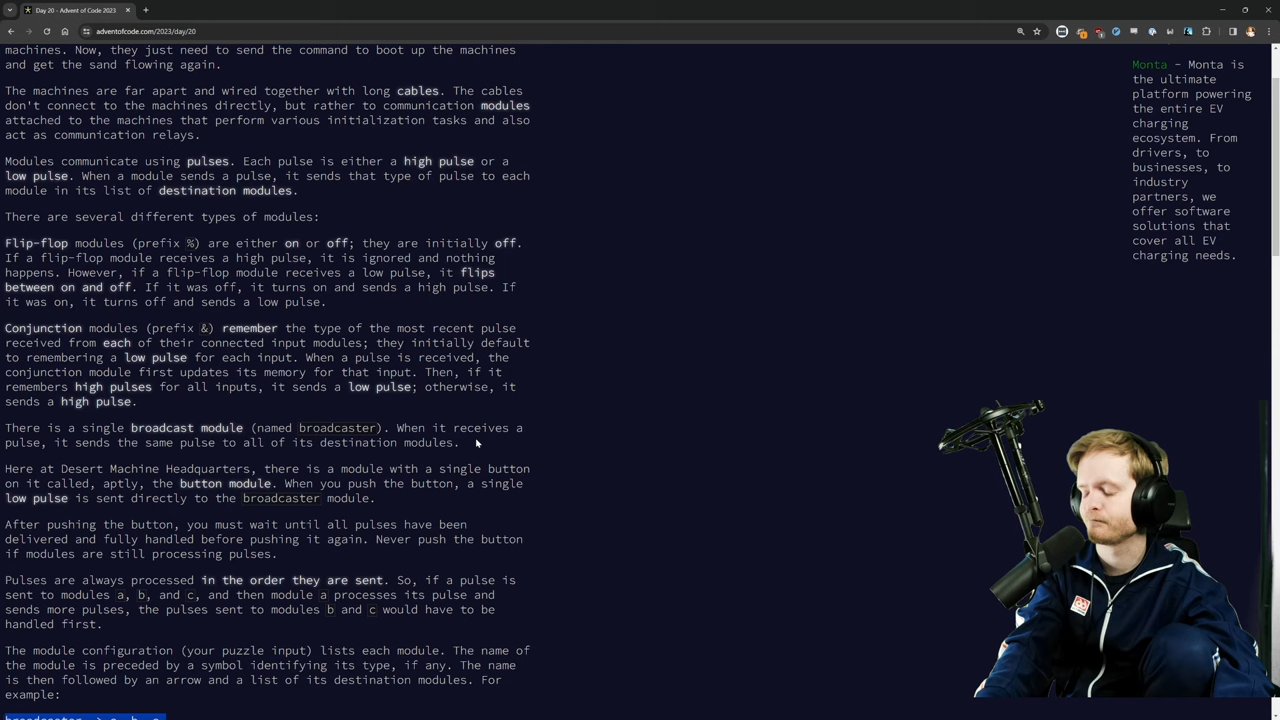 Day 20 - Advent of Code 2023
adventofcode.com/2023/day/20
machines. Now, they just need to send the command to boot up the machines
and get the sand flowing again.
The machines are far apart and wired together with long cables. The cables
don't connect to the machines directly, but rather to communication modules
attached to the machines that perform various initialization tasks and also
act as communication relays.
Modules communicate using pulses. Each pulse is either a high pulse or a
low pulse. When a module sends a pulse, it sends that type of pulse to each
module in its list of destination modules.
There are several different types of modules:
Flip-flop modules (prefix %) are either on or off; they are initially off.
If a flip-flop module receives a high pulse, it is ignored and nothing
happens. However, if a flip-flop module receives a low pulse, it flips
between on and off. If it was off, it turns on and sends a high pulse. If
it was on, it turns off and sends a low pulse.
Conjunction modules (prefix &) remember the type of the most recent pulse
received from each of their connected input modules; they initially default
to remembering a low pulse for each input. When a pulse is received, the
conjunction module first updates its memory for that input. Then, if it
remembers high pulses for all inputs, it sends a low pulse; otherwise, it
sends a high pulse.
There is a single broadcast module (named broadcaster). When it receives a
pulse, it sends the same pulse to all of its destination modules.
Here at Desert Machine Headquarters, there is a module with a single button
on it called, aptly, the button module. When you push the button, a single
low pulse is sent directly to the broadcaster module.
After pushing the button, you must wait until all pulses have been
delivered and fully handled before pushing it again. Never push the button
if modules are still processing pulses.
Pulses are always processed in the order they are sent. So, if a pulse is
sent to modules a, b, and c, and then module a processes its pulse and
sends more pulses, the pulses sent to modules b and c would have to be
handled first.
The module configuration (your puzzle input) lists each module. The name of
the module is preceded by a symbol identifying its type, if any. The name
is then followed by an arrow and a list of its destination modules. For
example:
broadcaster -> a, b, c
Monta - Monta is
the ultimate
platform powering
the entire EV
charging
ecosystem. From
drivers, to
businesses, to
industry
partners, we
offer software
solutions that
cover all EV
charging needs.